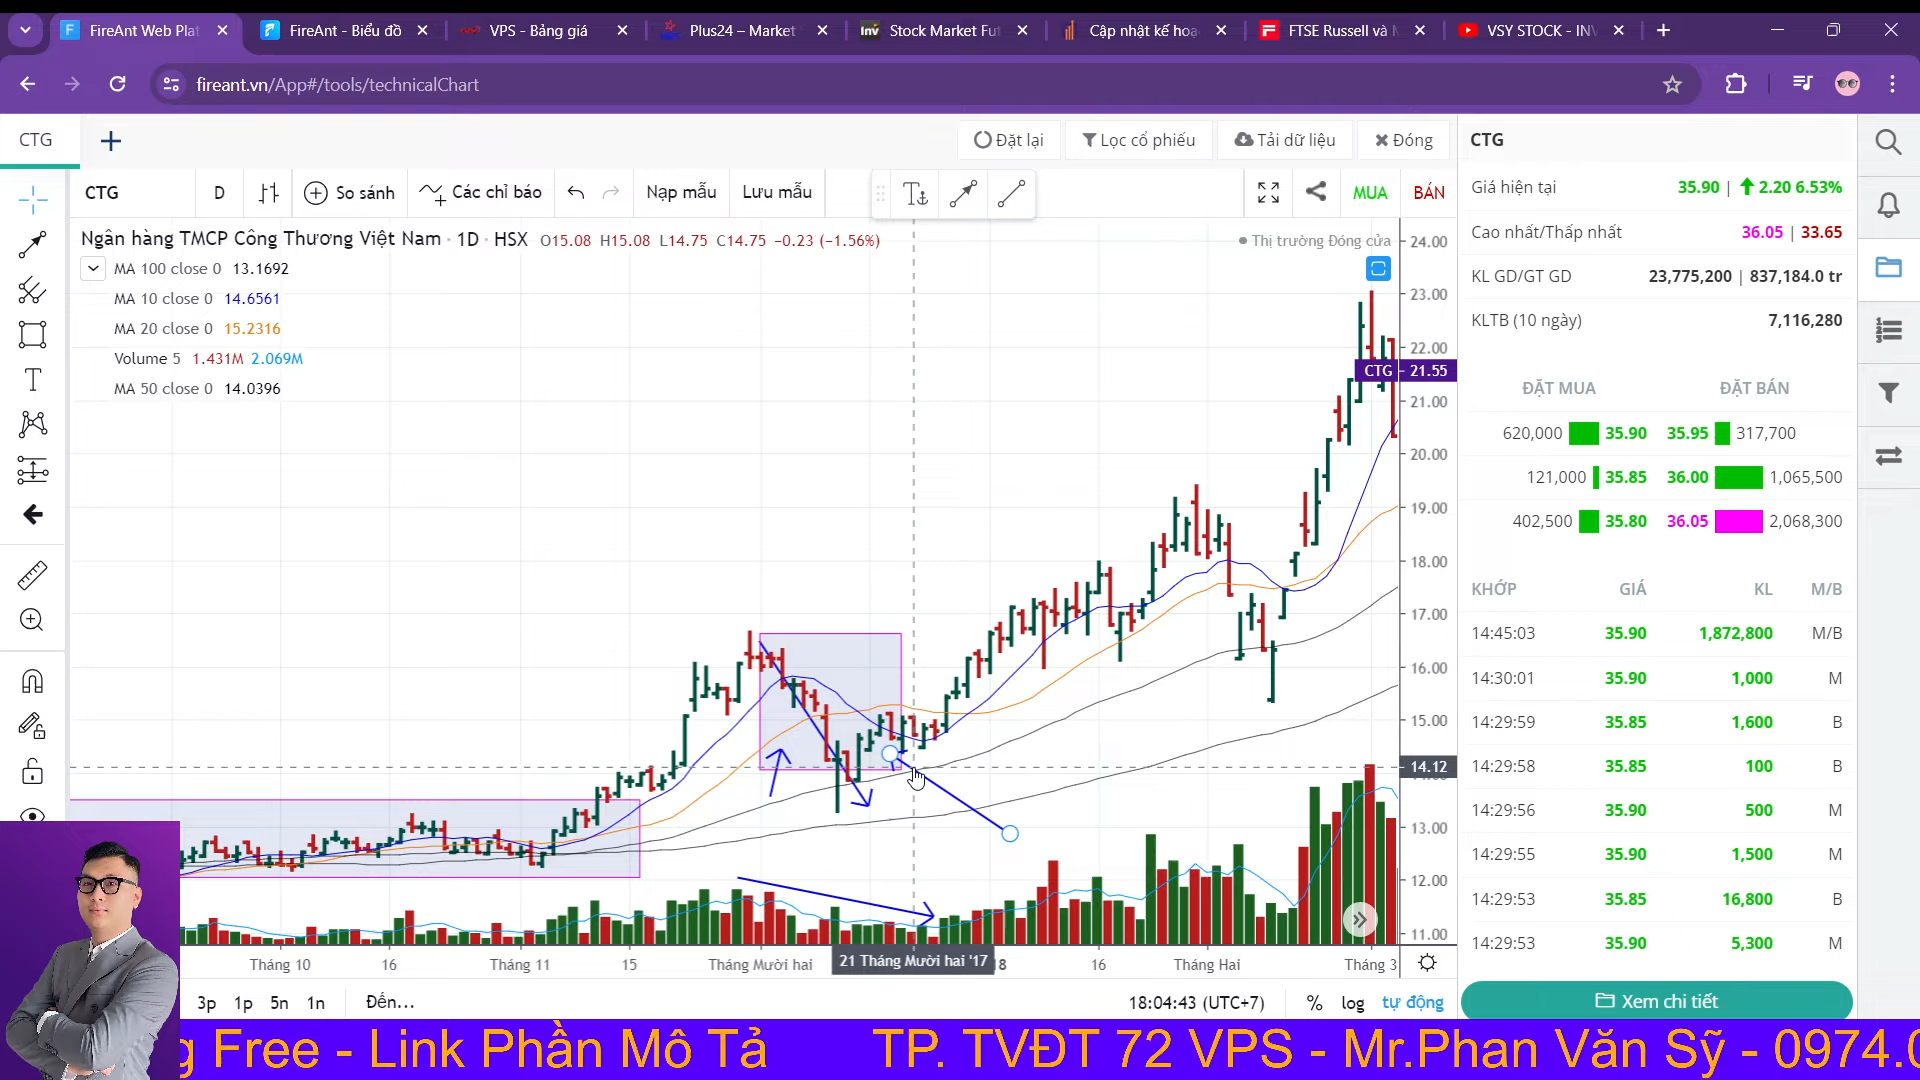 FireAnt Web Plat
FireAnt - Biểu đồ
VPS - Bảng giá
Plus24 – Market
Inv
Stock Market Fut
Cập nhật kế hoạ
FTSE Russell và
VSY STOCK - INV
fireant.vn/App#/tools/technicalChart
CTG
Đặt lại
Lọc cổ phiếu
Tải dữ liệu
Đóng
CTG
D
So sánh
Các chỉ báo
Nạp mẫu
Lưu mẫu
MUA
BÁN
Ngân hàng TMCP Công Thương Việt Nam · 1D · HSX O15.08 H15.08 L14.75 C14.75 −0.23 (−1.56%)
Thị trường Đóng cửa
MA 100 close 0 13.1692
MA 10 close 0 14.6561
MA 20 close 0 15.2316
Volume 5 1.431M 2.069M
MA 50 close 0 14.0396
24.00
23.00
22.00
CTG 21.55
21.00
20.00
19.00
18.00
17.00
16.00
15.00
14.12
13.00
12.00
11.00
Tháng 10
16
Tháng 11
15
Tháng Mười hai
21 Tháng Mười hai '17
16
Tháng Hai
Tháng 3
3p 1p 5n 1n Đến...
18:04:43 (UTC+7) % log tự động
CTG
Giá hiện tại 35.90 | 2.20 6.53%
Cao nhất/Thấp nhất 36.05 | 33.65
KL GD/GT GD 23,775,200 | 837,184.0 tr
KLTB (10 ngày) 7,116,280
ĐẶT MUA ĐẶT BÁN
620,000 35.90 35.95 317,700
121,000 35.85 36.00 1,065,500
402,500 35.80 36.05 2,068,300
KHỚP GIÁ KL M/B
14:45:03 35.90 1,872,800 M/B
14:30:01 35.90 1,000 M
14:29:59 35.85 1,600 B
14:29:58 35.85 100 B
14:29:56 35.90 500 M
14:29:55 35.90 1,500 M
14:29:53 35.85 16,800 B
14:29:53 35.90 5,300 M
Xem chi tiết
g Free - Link Phần Mô Tả TP. TVĐT 72 VPS - Mr.Phan Văn Sỹ - 0974.0